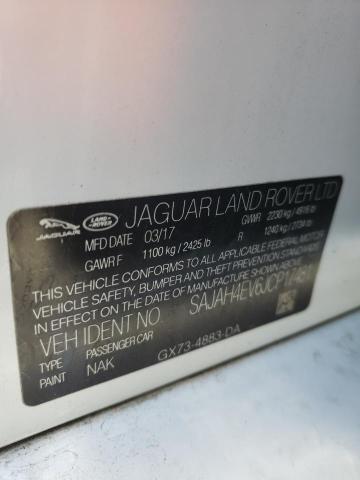 JAGUAR LAND-ROVER JAGUAR LAND ROVER LTD
MFD DATE 03/17 GVWR 2230 kg / 4916 lb
GAWR F 1100 kg / 2425 lb R 1240 kg / 2734 lb
THIS VEHICLE CONFORMS TO ALL APPLICABLE FEDERAL MOTOR
VEHICLE SAFETY, BUMPER AND THEFT PREVENTION STANDARDS
IN EFFECT ON THE DATE OF MANUFACTURE SHOWN ABOVE.
VEH IDENT NO
TYPE PASSENGER CAR
PAINT NAK GX73-4883-DA